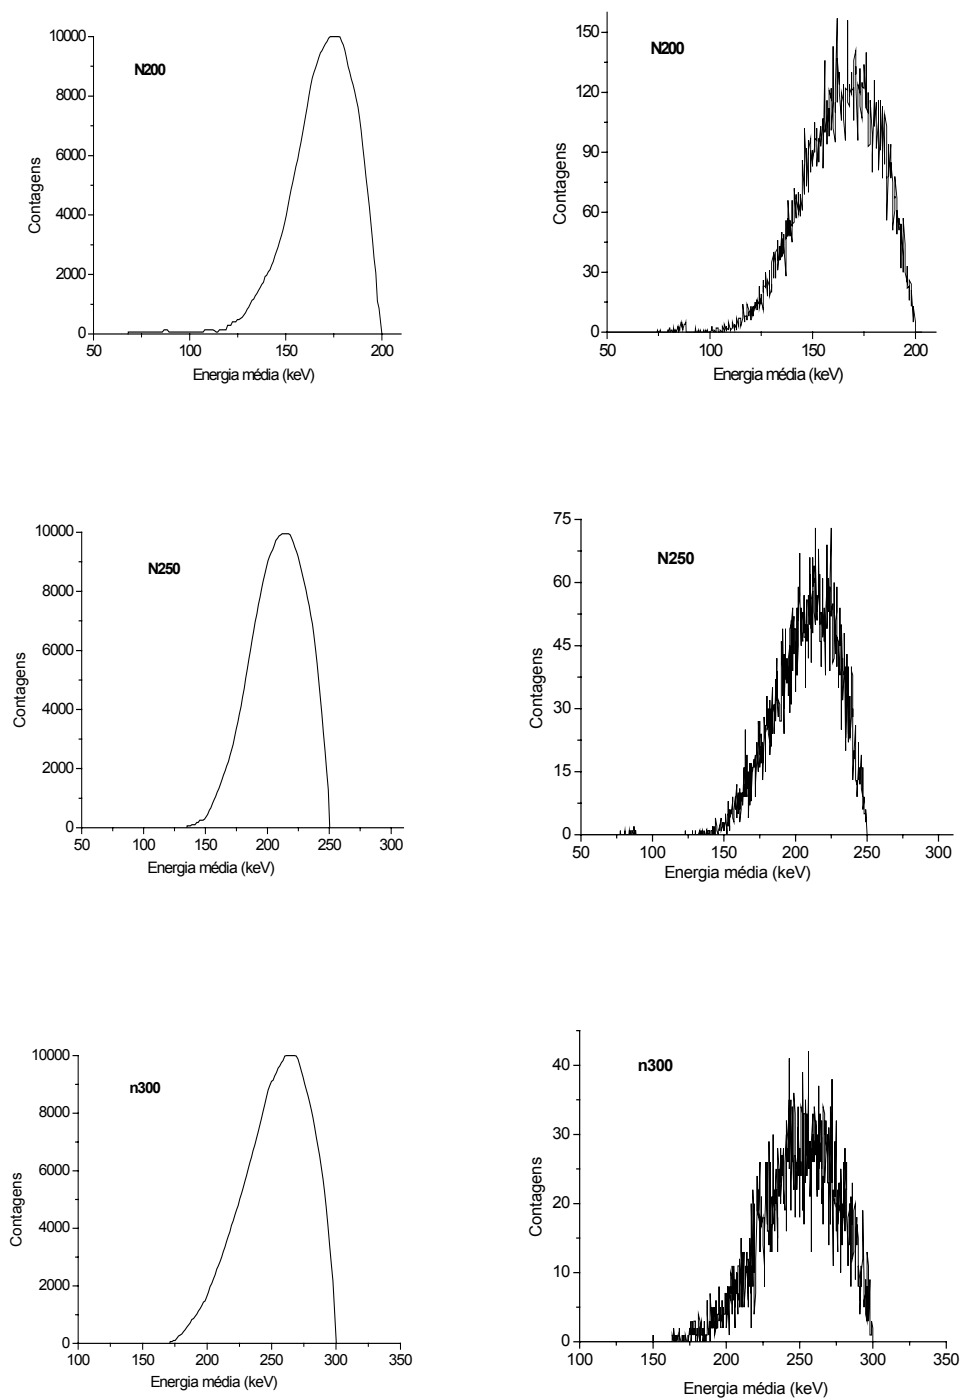 N200
Contagens
10000
8000
6000
4000
2000
0
50 100 150 200
Energia média (keV)
N200
Contagens
150
120
90
60
30
0
50 100 150 200
Energia média (keV)
N250
Contagens
10000
8000
6000
4000
2000
0
50 100 150 200 250 300
Energia média (keV)
N250
Contagens
75
60
45
30
15
0
50 100 150 200 250 300
Energia média (keV)
n300
Contagens
10000
8000
6000
4000
2000
0
100 150 200 250 300 350
Energia média (keV)
n300
Contagens
40
30
20
10
0
100 150 200 250 300 350
Energia média (keV)